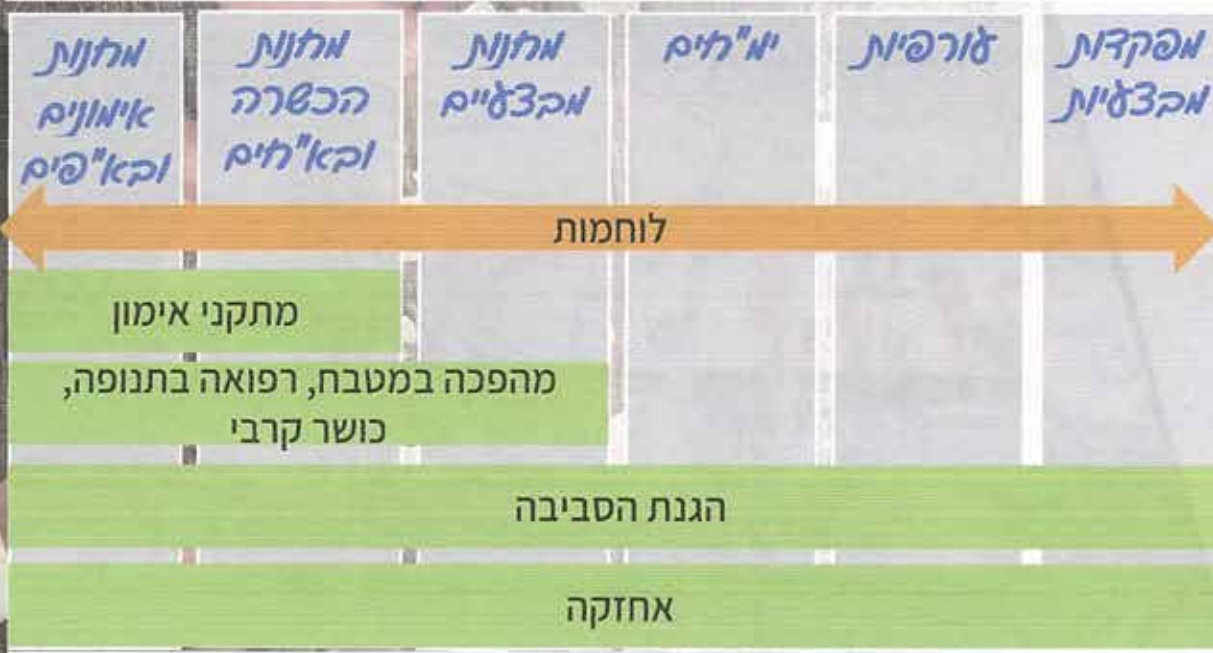 מפקדות
מבצעיות
עורפיות
ימ"חים
מחנות
מבצעיים
מחנות
הכשרה
ובא"חים
מחנות
אימונים
ובא"פים
לוחמות
מתקני אימון
מהפכה במטבח, רפואה בתנופה,
כושר קרבי
הגנת הסביבה
אחזקה